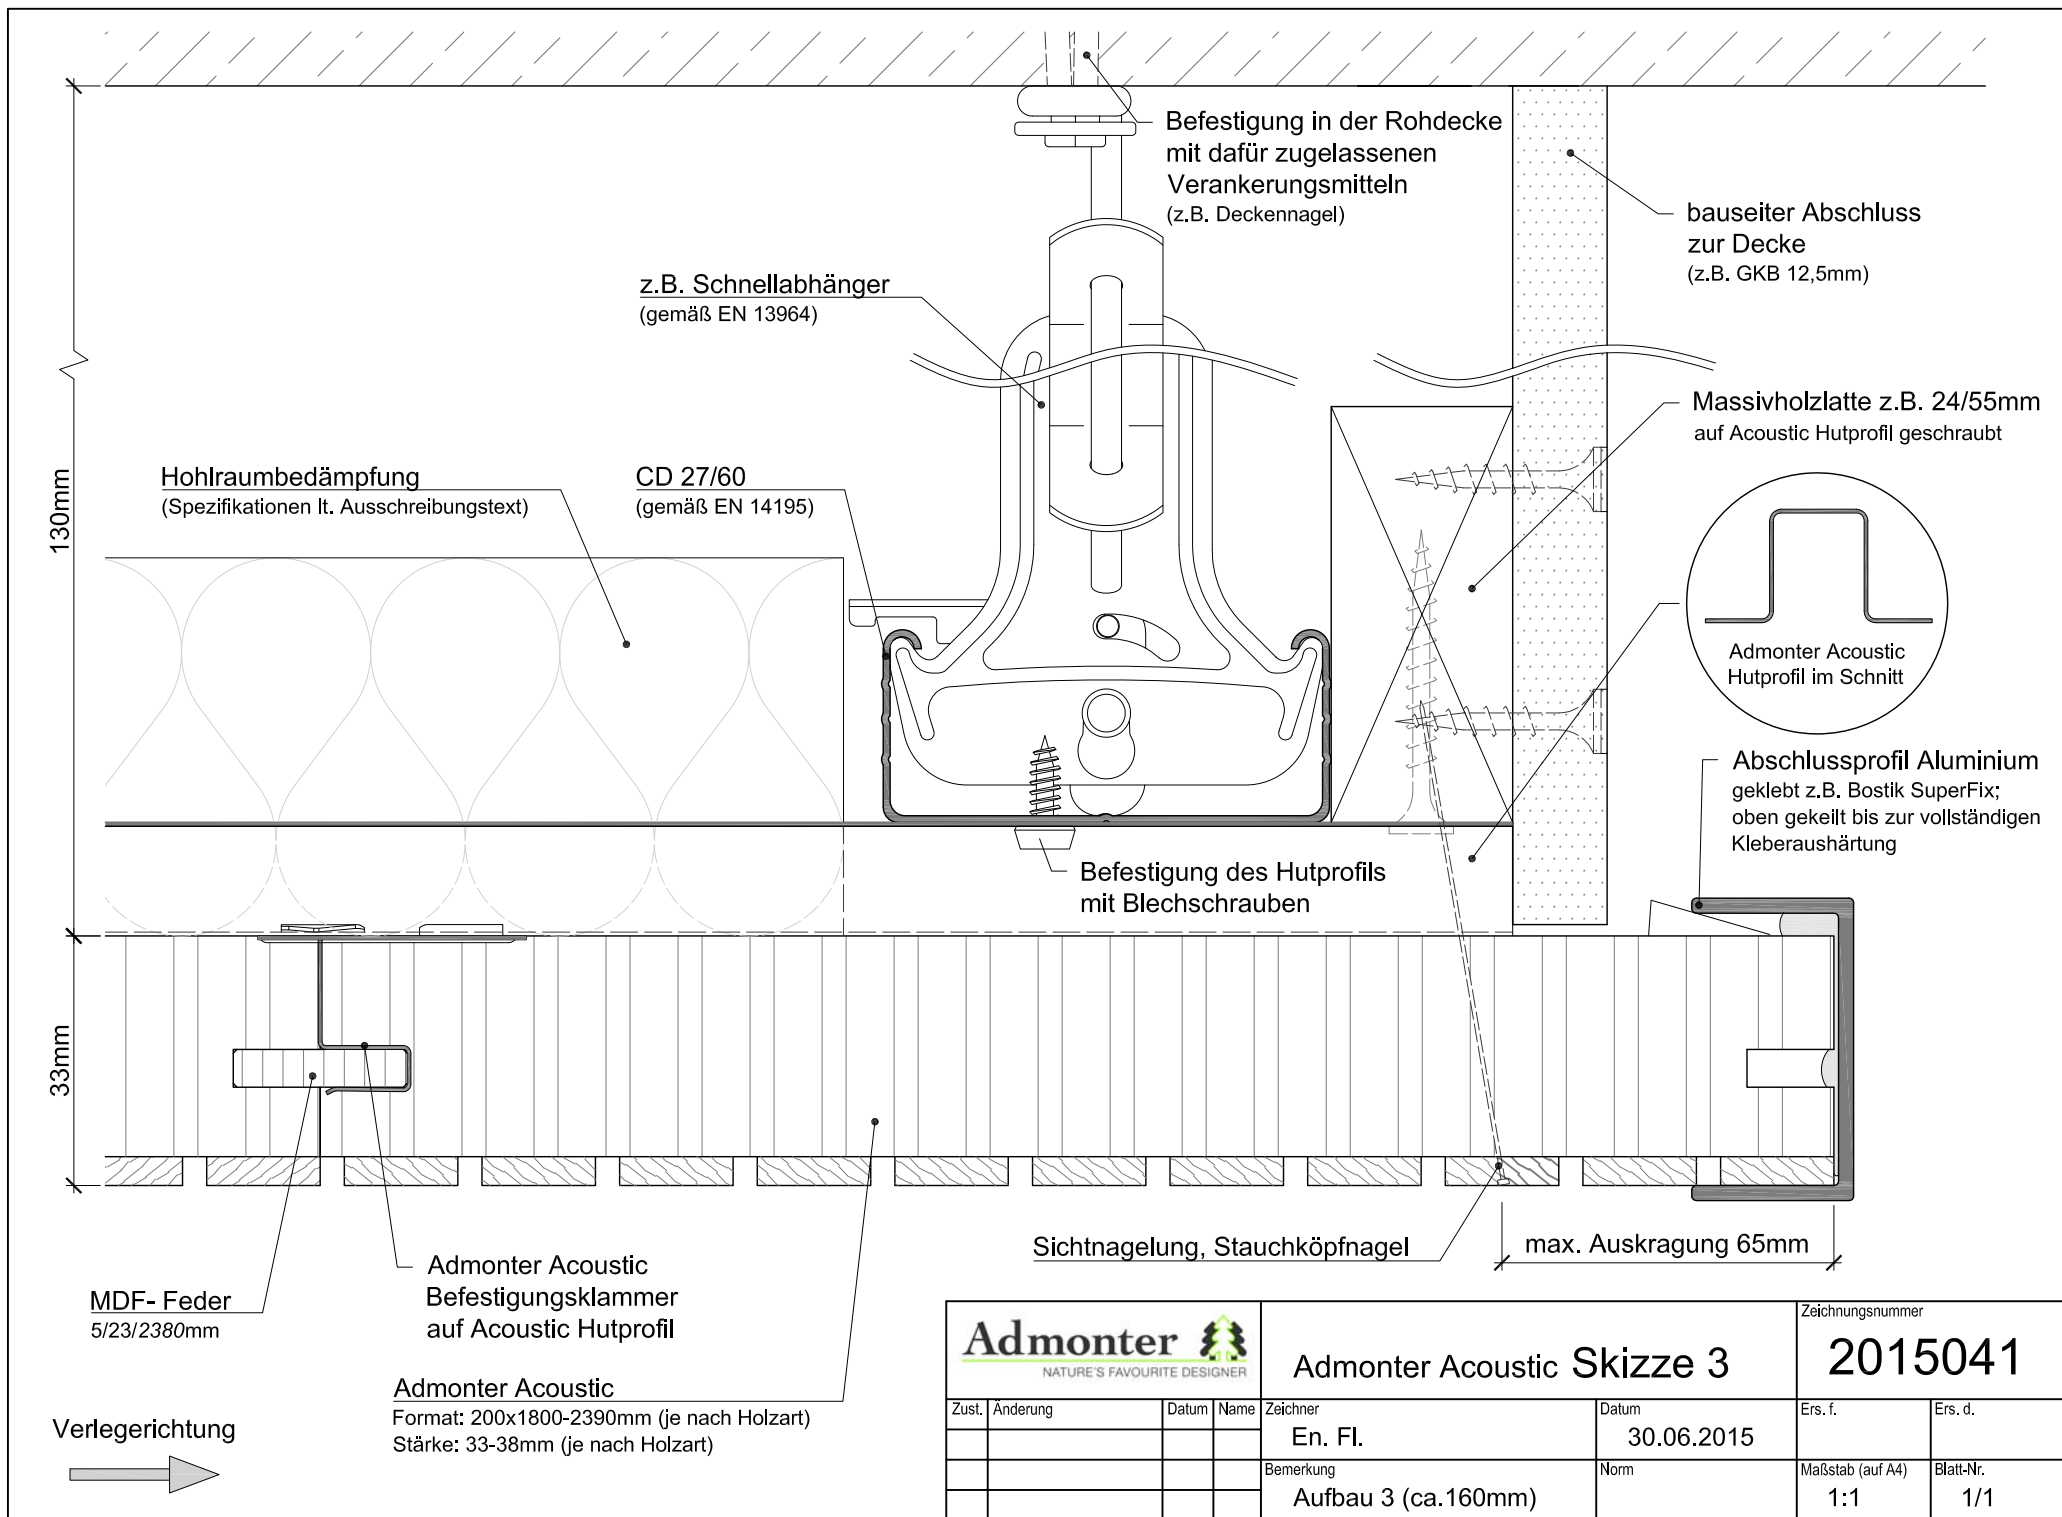 Befestigung in der Rohdecke
mit dafür zugelassenen
Verankerungsmitteln
(z.B. Deckennagel)
bauseiter Abschluss
zur Decke
(z.B. GKB 12,5mm)
z.B. Schnellabhänger
(gemäß EN 13964)
Massivholzlatte z.B. 24/55mm
auf Acoustic Hutprofil geschraubt
Hohlraumbedämpfung
(Spezifikationen lt. Ausschreibungstext)
CD 27/60
(gemäß EN 14195)
130mm
Admonter Acoustic
Hutprofil im Schnitt
Abschlussprofil Aluminium
geklebt z.B. Bostik SuperFix;
oben gekeilt bis zur vollständigen
Kleberaushärtung
Befestigung des Hutprofils
mit Blechschrauben
33mm
Sichtnagelung, Stauchköpfnagel
max. Auskragung 65mm
Admonter Acoustic
Befestigungsklammer
auf Acoustic Hutprofil
MDF- Feder
5/23/2380mm
Admonter Acoustic
Format: 200x1800-2390mm (je nach Holzart)
Stärke: 33-38mm (je nach Holzart)
Verlegerichtung
Admonter
NATURE'S FAVOURITE DESIGNER
Admonter Acoustic Skizze 3
Zeichnungsnummer
2015041
Zust. Änderung Datum Name
Zeichner
En. Fl.
Datum
30.06.2015
Ers. f.
Ers. d.
Bemerkung
Aufbau 3 (ca.160mm)
Norm
Maßstab (auf A4)
1:1
Blatt-Nr.
1/1